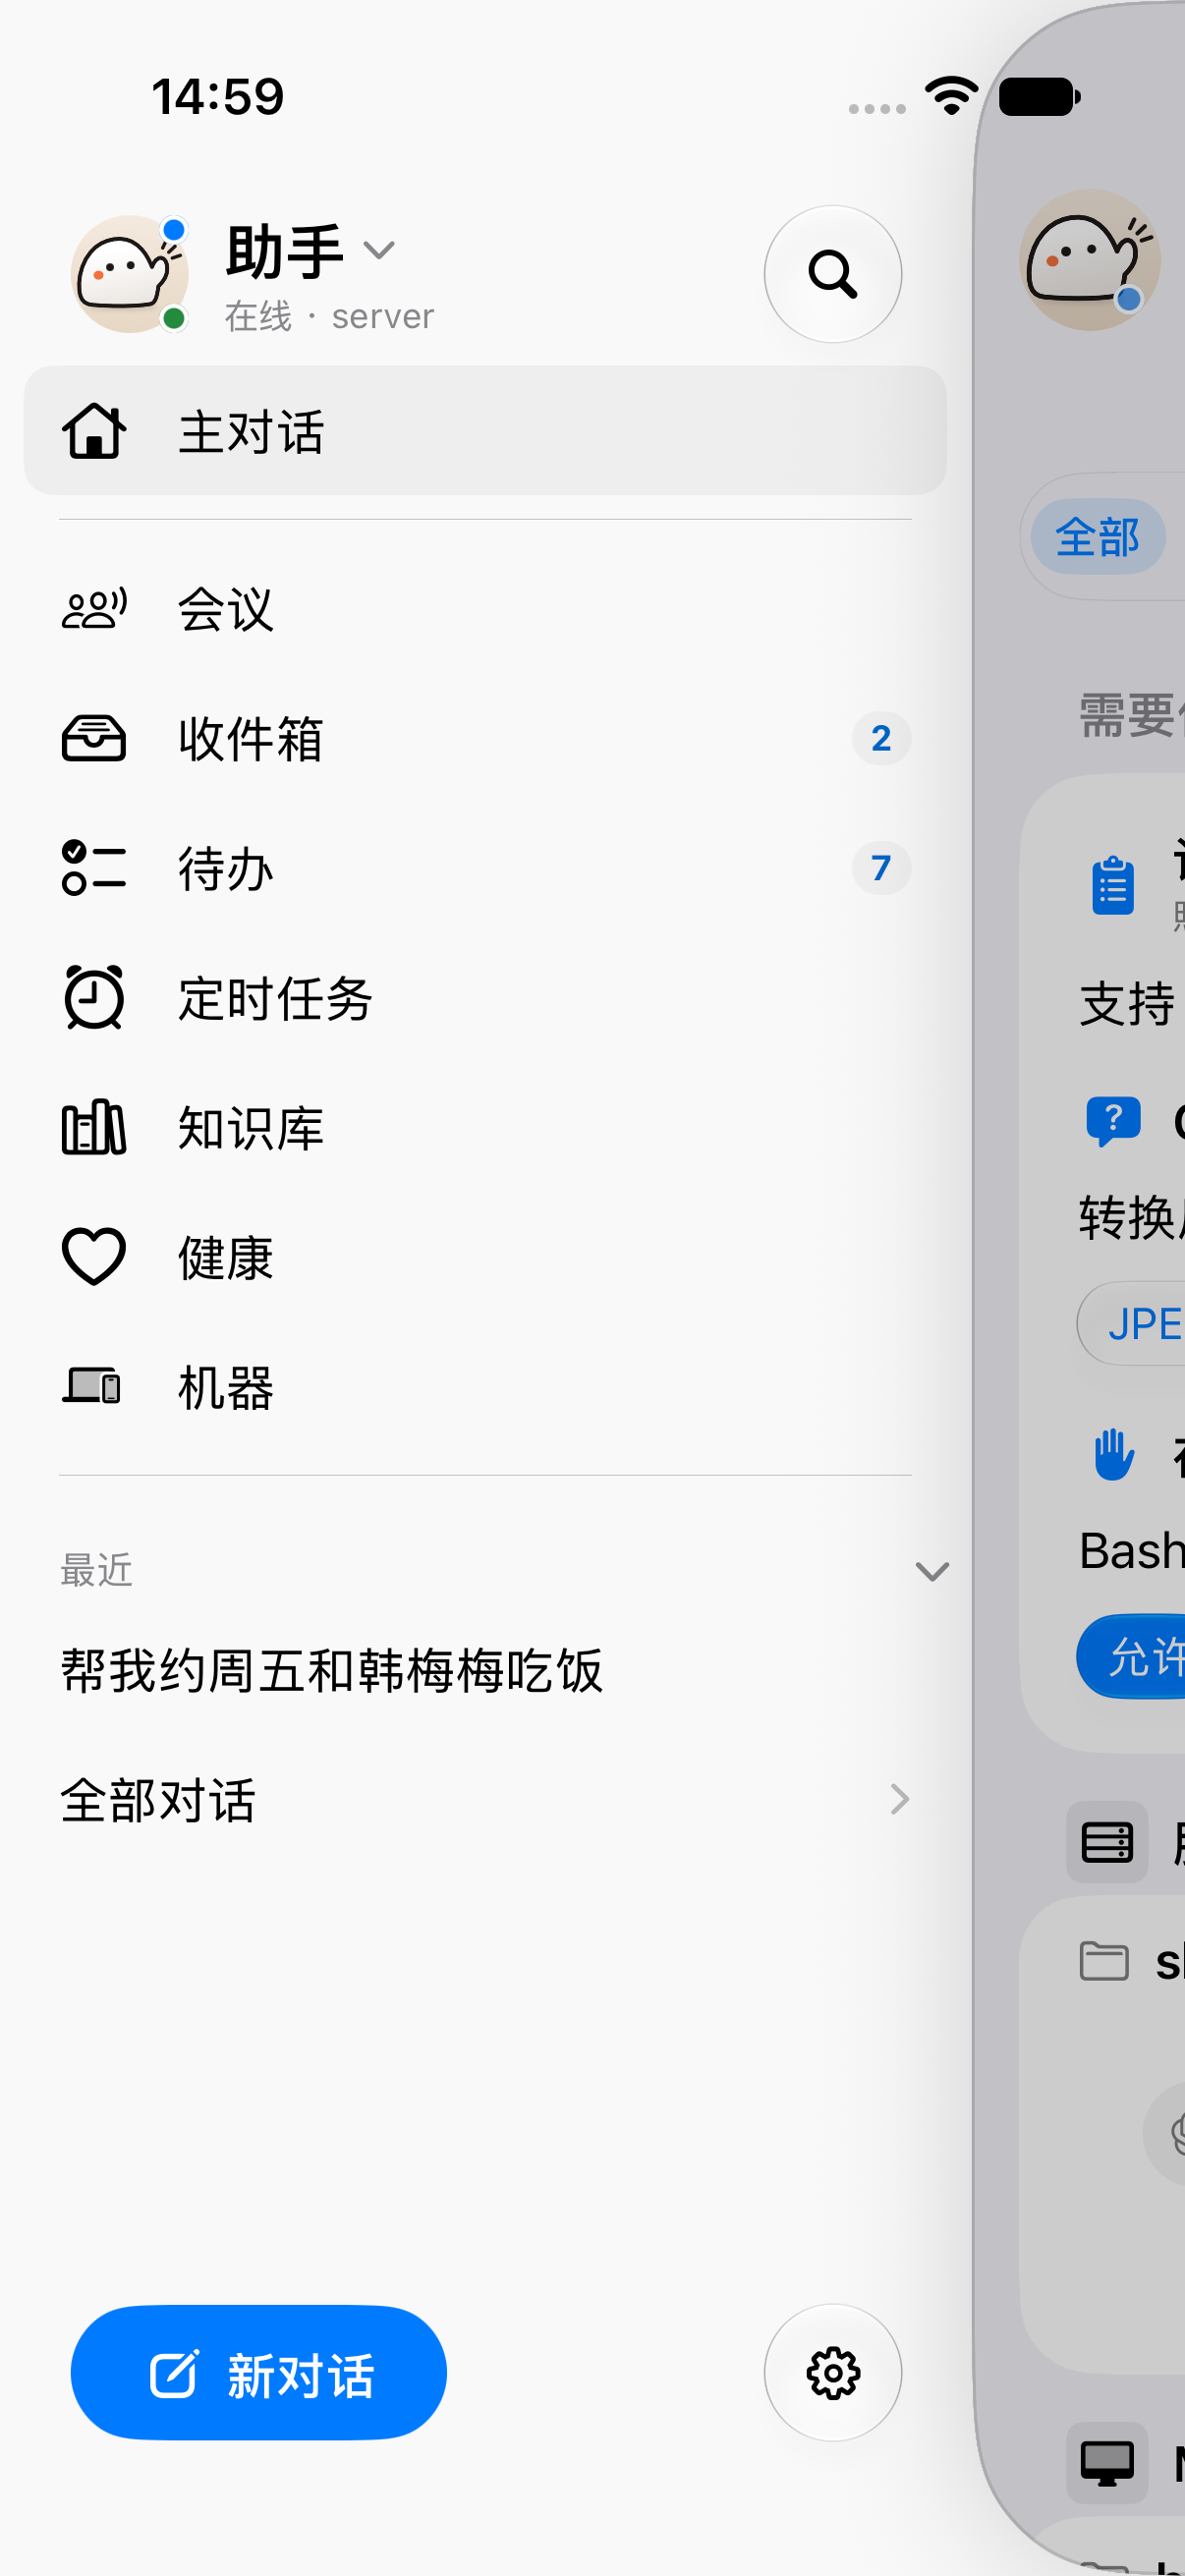 14:59
助手
在线 · server
主对话
会议
收件箱
2
待办
7
定时任务
知识库
健康
机器
最近
帮我约周五和韩梅梅吃饭
全部对话
新对话
全部
需要
支持
转换
JPE
Bash
允许